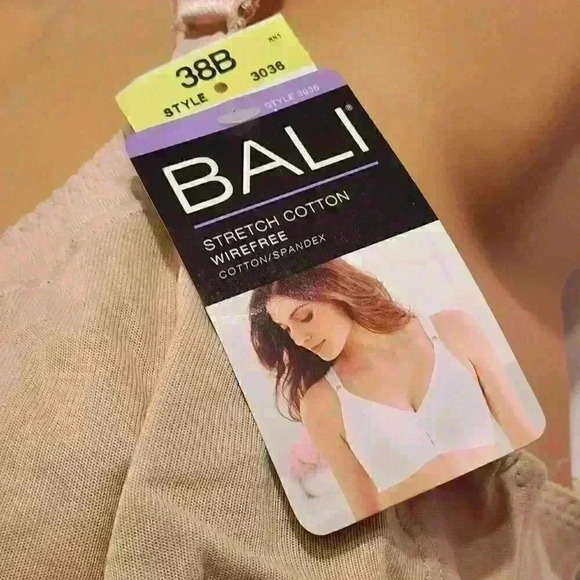 38B
STYLE 3036
STYLE 3036
BALI®
STRETCH COTTON
WIREFREE
COTTON/SPANDEX